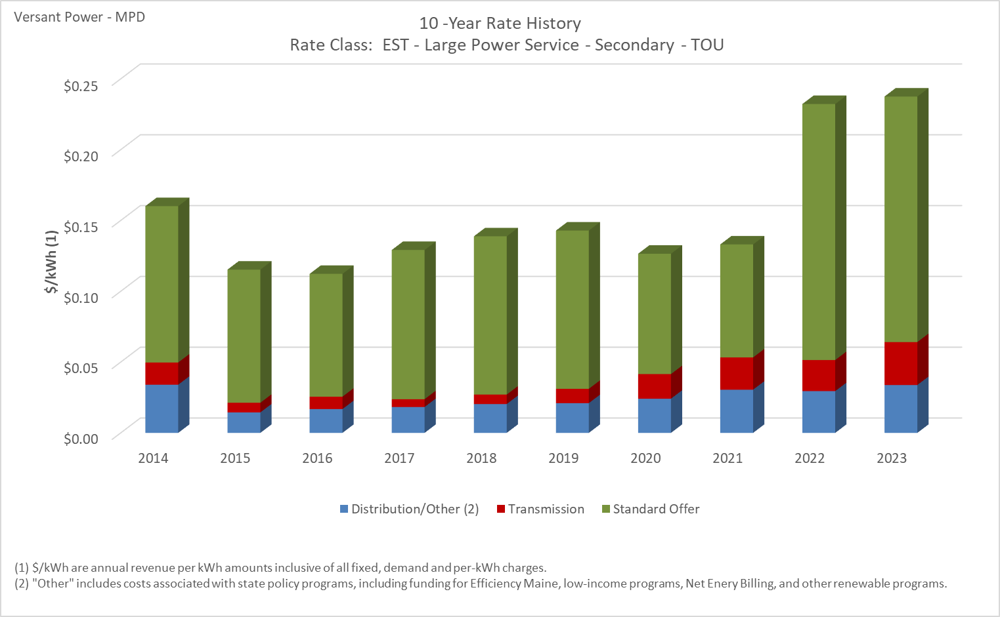 Versant Power - MPD
10 -Year Rate History
Rate Class:  EST - Large Power Service - Secondary - TOU
$/kWh (1)
$0.25
$0.20
$0.15
$0.10
$0.05
$0.00
2014 2015 2016 2017 2018 2019 2020 2021 2022 2023
Distribution/Other (2) Transmission Standard Offer
(1) $/kWh are annual revenue per kWh amounts inclusive of all fixed, demand and per-kWh charges.
(2) "Other" includes costs associated with state policy programs, including funding for Efficiency Maine, low-income programs, Net Enery Billing, and other renewable programs.